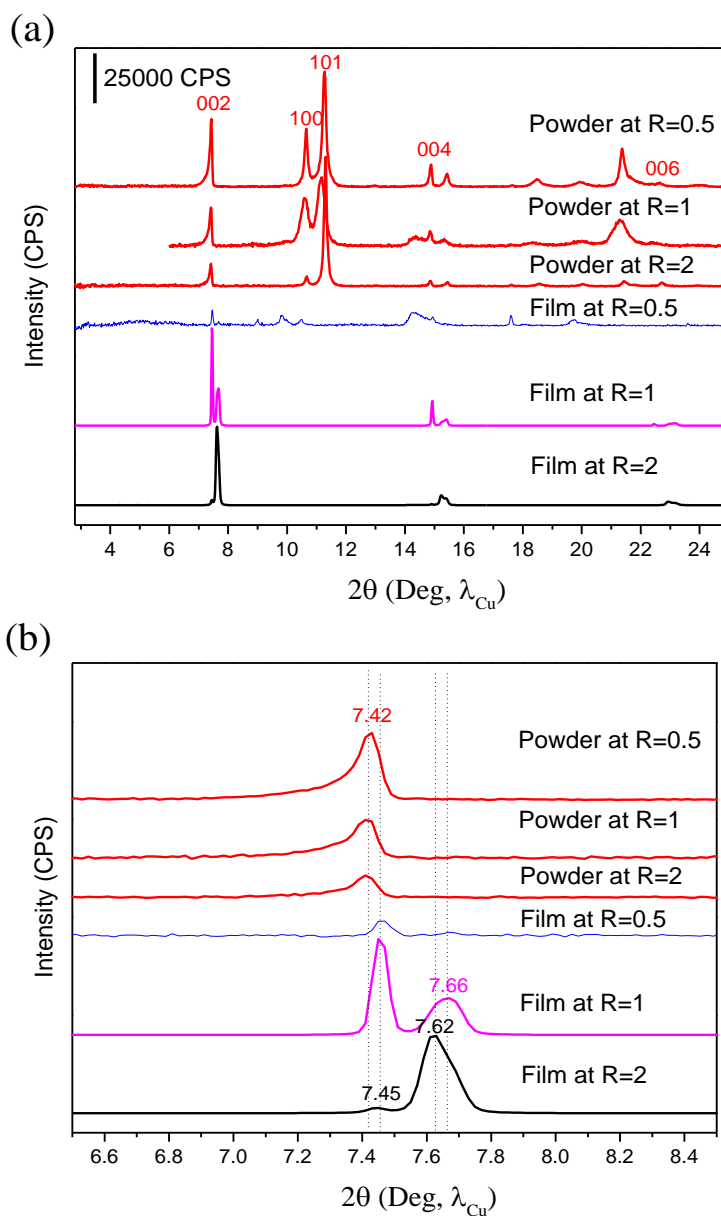 (a)
25000 CPS
101
002
100
004
006
Powder at R=0.5
Powder at R=1
Powder at R=2
Film at R=0.5
Film at R=1
Film at R=2
Intensity (CPS)
4 6 8 10 12 14 16 18 20 22 24
2θ (Deg, λCu)
(b)
7.42
Powder at R=0.5
Powder at R=1
Powder at R=2
Film at R=0.5
7.66
Film at R=1
7.62
Film at R=2
7.45
Intensity (CPS)
6.6 6.8 7.0 7.2 7.4 7.6 7.8 8.0 8.2 8.4
2θ (Deg, λCu)